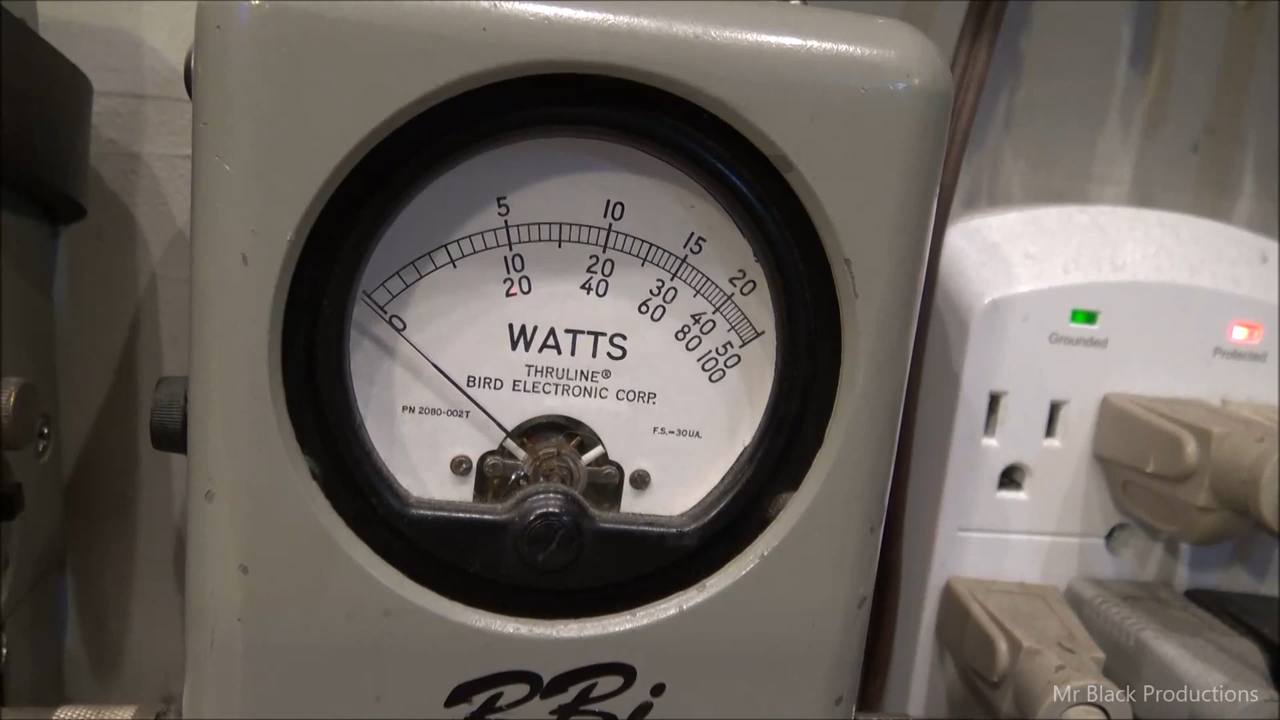 5 10 15 20
0 10 20 30 40 50
20 40 60 80 100
WATTS
THRULINE®
BIRD ELECTRONIC CORP.
PN 2080-002T
F.S.=30UA.
Grounded
Protected
Mr Black Productions